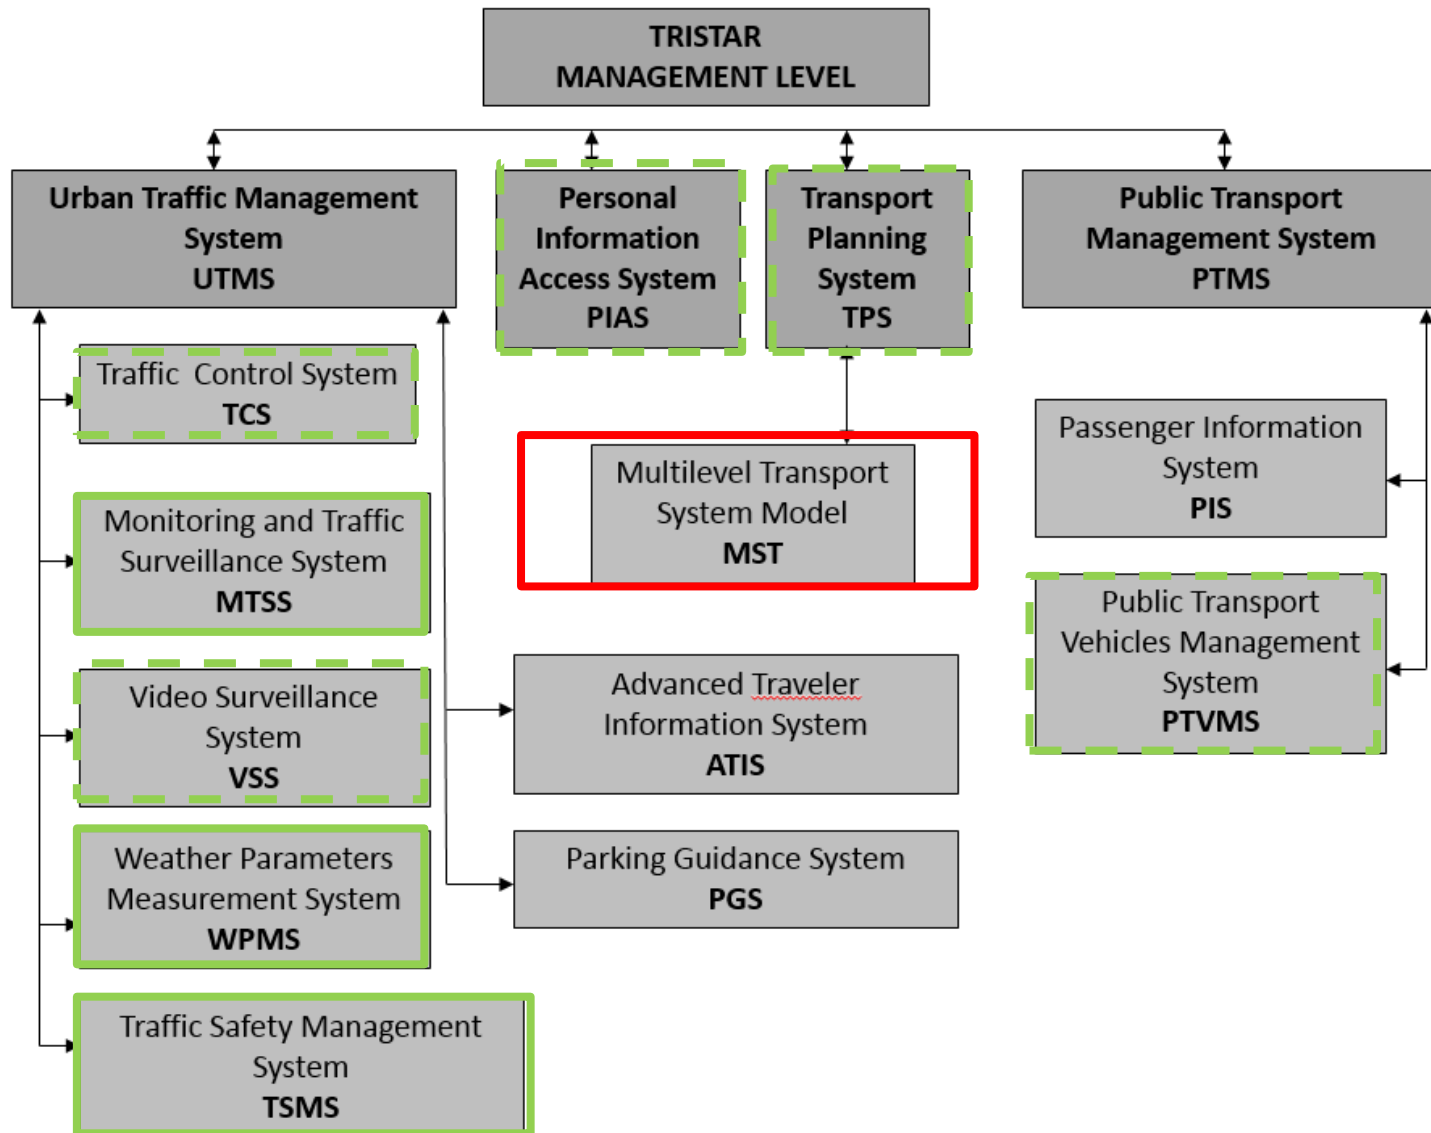 TRISTAR
MANAGEMENT LEVEL
Urban Traffic Management
System
UTMS
Personal
Information
Access System
PIAS
Transport
Planning
System
TPS
Public Transport
Management System
PTMS
Traffic Control System
TCS
Monitoring and Traffic
Surveillance System
MTSS
Video Surveillance
System
VSS
Weather Parameters
Measurement System
WPMS
Traffic Safety Management
System
TSMS
Multilevel Transport
System Model
MST
Advanced Traveler
Information System
ATIS
Parking Guidance System
PGS
Passenger Information
System
PIS
Public Transport
Vehicles Management
System
PTVMS